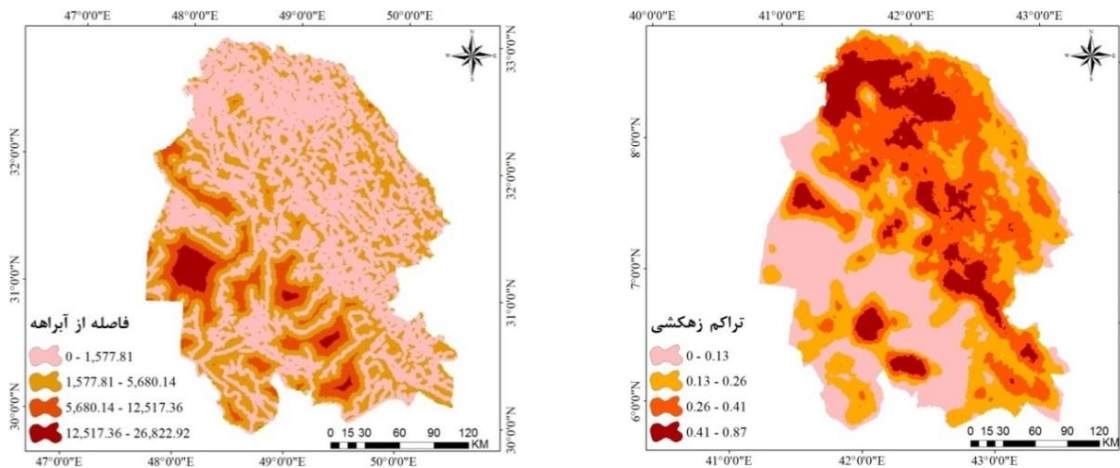 47°0'0"E 48°0'0"E 49°0'0"E 50°0'0"E
33°0'0"N
32°0'0"N 32°0'0"N
31°0'0"N 31°0'0"N
30°0'0"N 30°0'0"N
فاصله از آبراهه
0 - 1,577.81
1,577.81 - 5,680.14
5,680.14 - 12,517.36
12,517.36 - 26,822.92
0 15 30 60 90 120
KM
47°0'0"E 48°0'0"E 49°0'0"E 50°0'0"E
40°0'0"E 41°0'0"E 42°0'0"E 43°0'0"E
8°0'0"N
7°0'0"N
6°0'0"N
تراکم زهکشی
0 - 0.13
0.13 - 0.26
0.26 - 0.41
0.41 - 0.87
0 15 30 60 90 120
KM
41°0'0"E 42°0'0"E 43°0'0"E